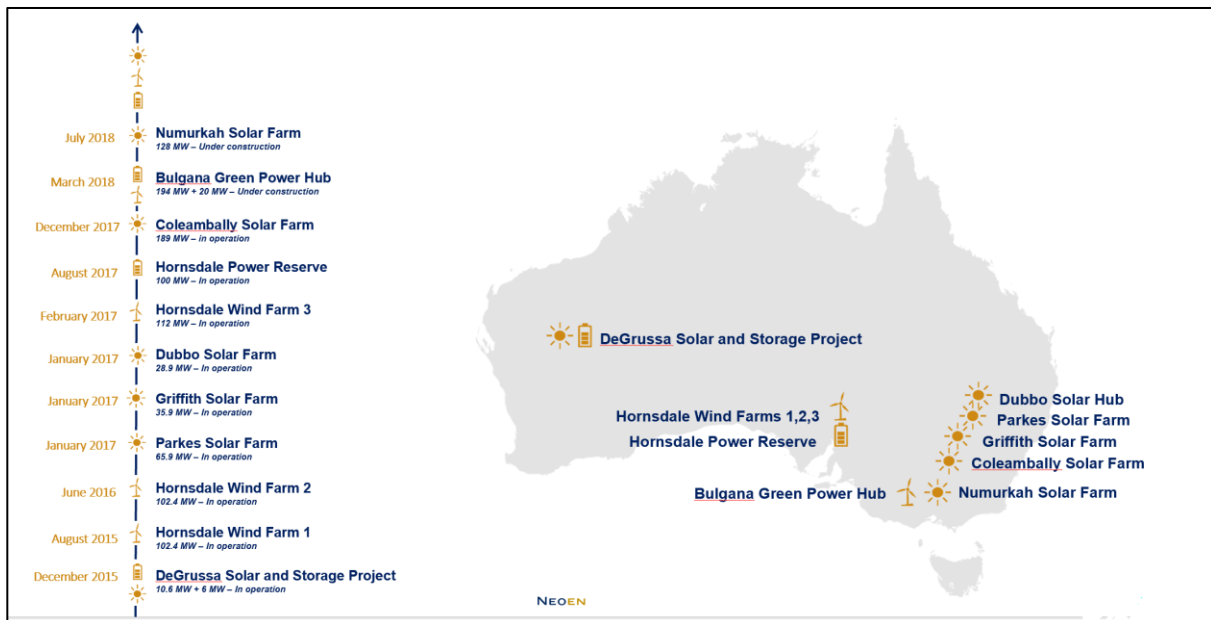 July 2018
Numurkah Solar Farm
128 MW – Under construction
March 2018
Bulgana Green Power Hub
194 MW + 20 MW – Under construction
December 2017
Coleambally Solar Farm
189 MW – in operation
August 2017
Hornsdale Power Reserve
100 MW – In operation
February 2017
Hornsdale Wind Farm 3
112 MW – In operation
January 2017
Dubbo Solar Farm
28.9 MW – In operation
January 2017
Griffith Solar Farm
35.9 MW – In operation
January 2017
Parkes Solar Farm
65.9 MW – In operation
June 2016
Hornsdale Wind Farm 2
102.4 MW – In operation
August 2015
Hornsdale Wind Farm 1
102.4 MW – In operation
December 2015
DeGrussa Solar and Storage Project
10.6 MW + 6 MW – In operation
DeGrussa Solar and Storage Project
Hornsdale Wind Farms 1,2,3
Hornsdale Power Reserve
Bulgana Green Power Hub
Dubbo Solar Hub
Parkes Solar Farm
Griffith Solar Farm
Coleambally Solar Farm
Numurkah Solar Farm
NEOEN